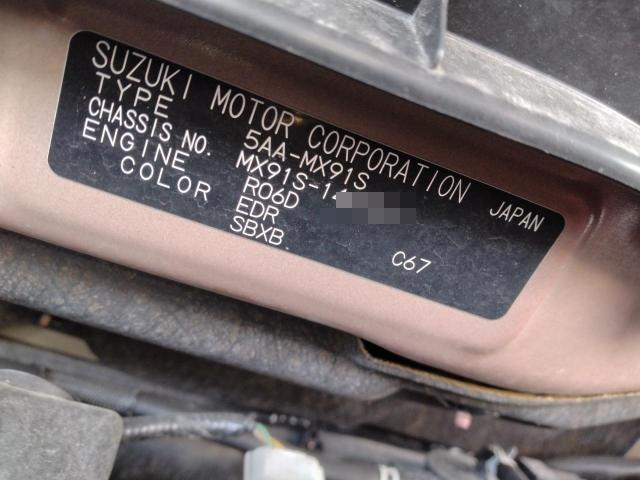 SUZUKI MOTOR CORPORATION JAPAN
TYPE 5AA-MX91S
CHASSIS NO. MX91S-1
ENGINE R06D
COLOR EDR
SBXB C67